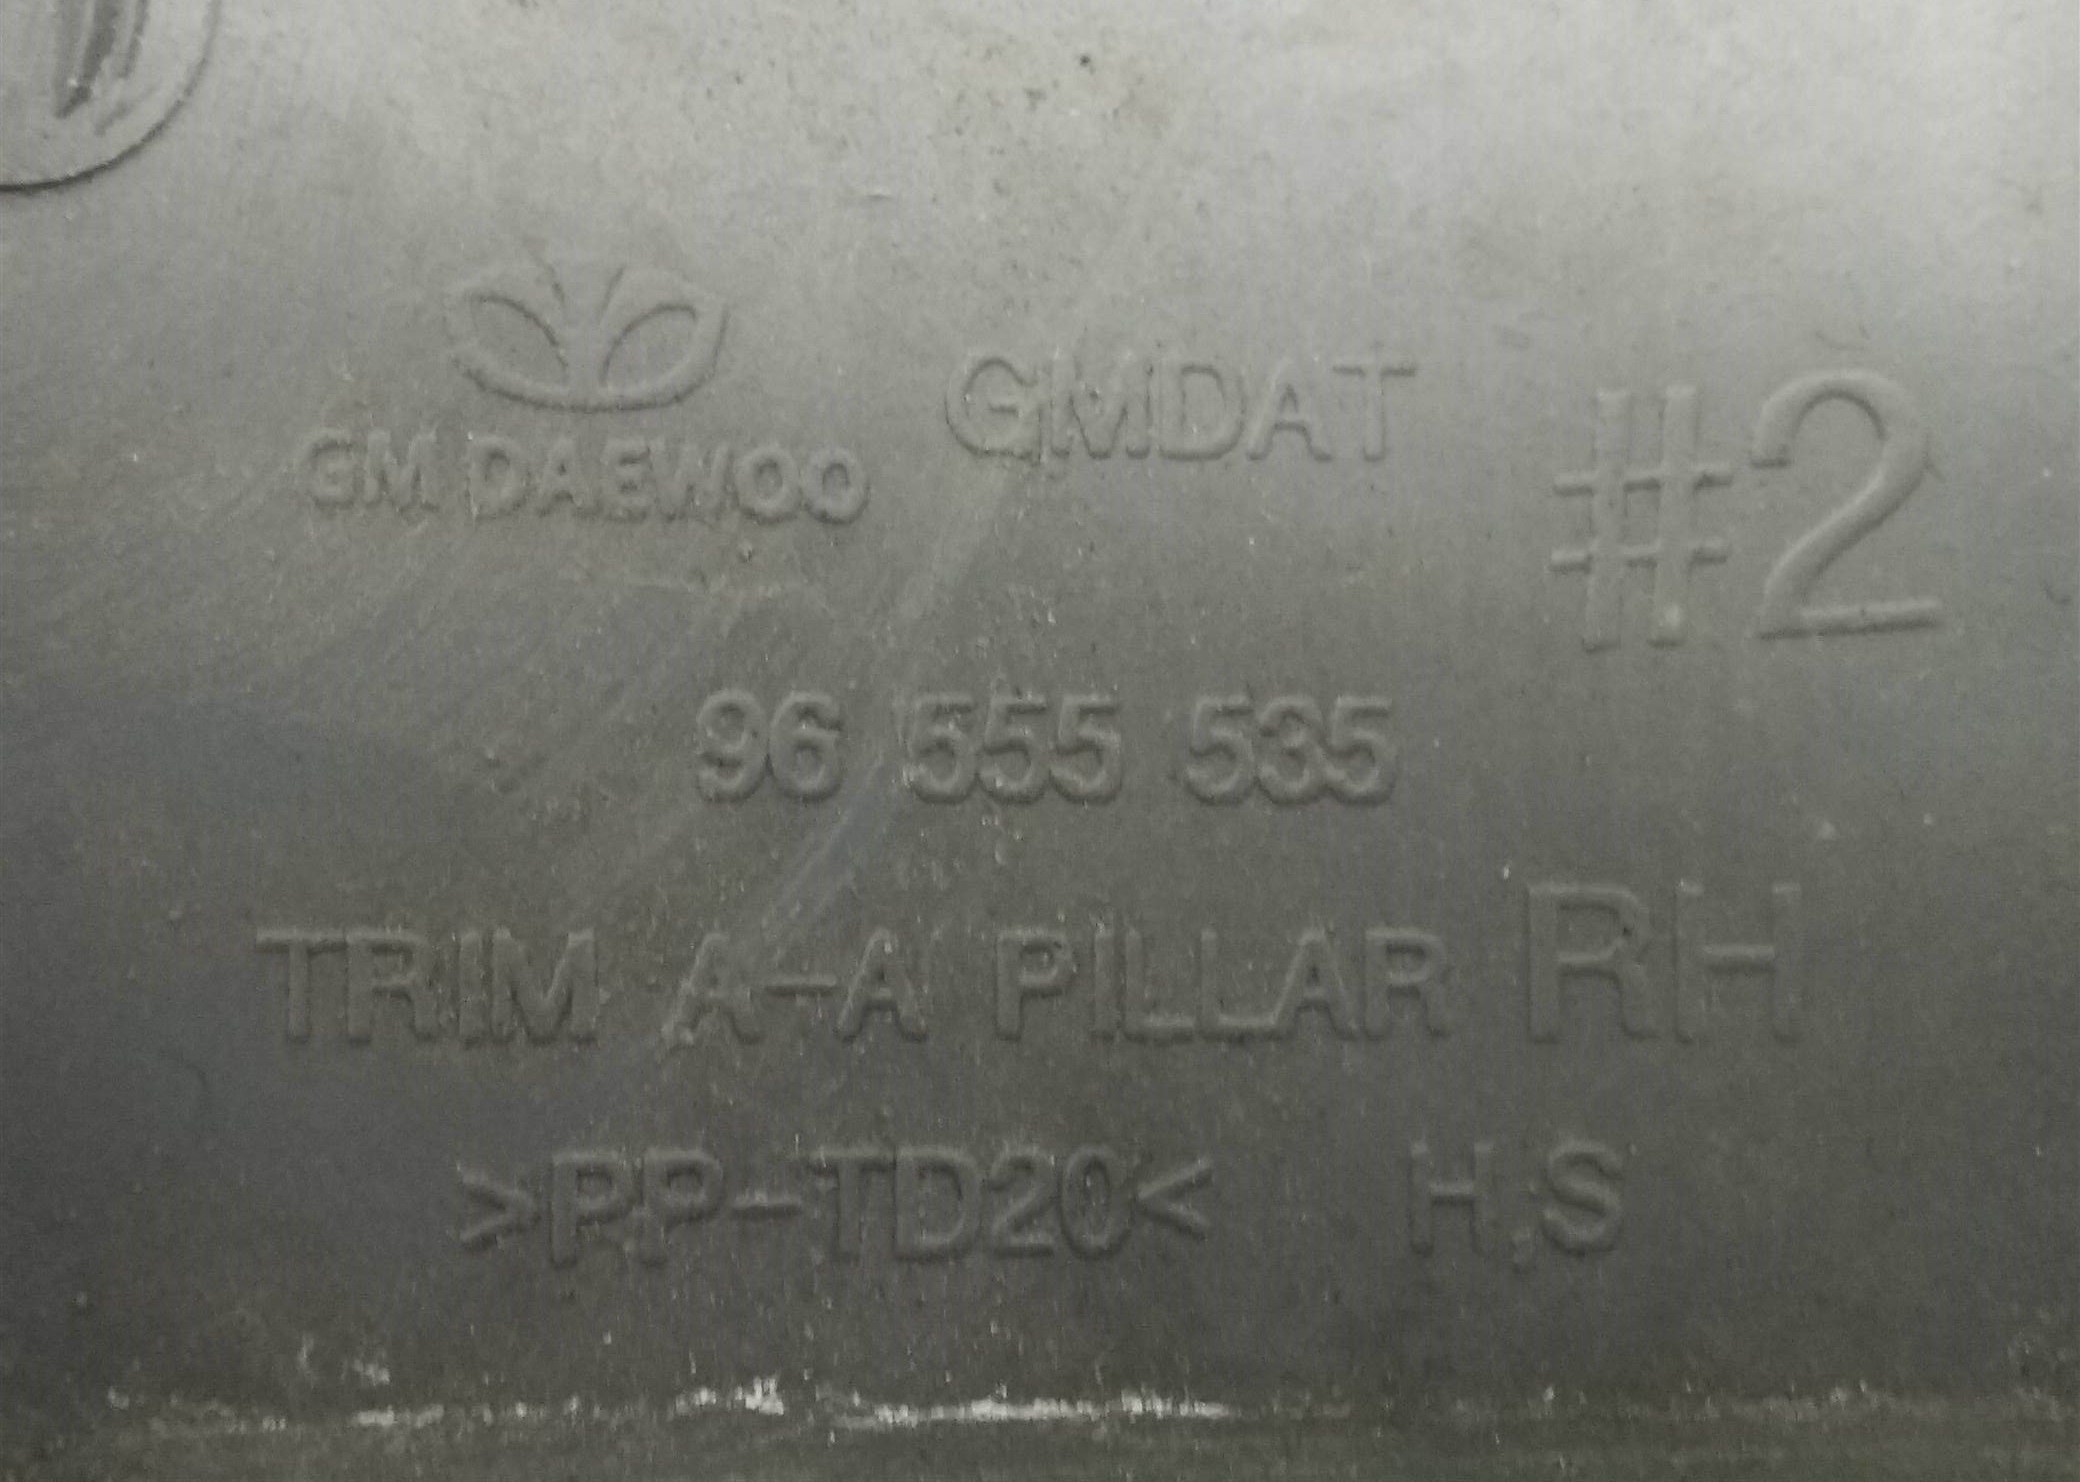 GM DAEWOO GMDAT #2
96 555 535
TRIM A-A PILLAR RH
>PP-TD20< H.S